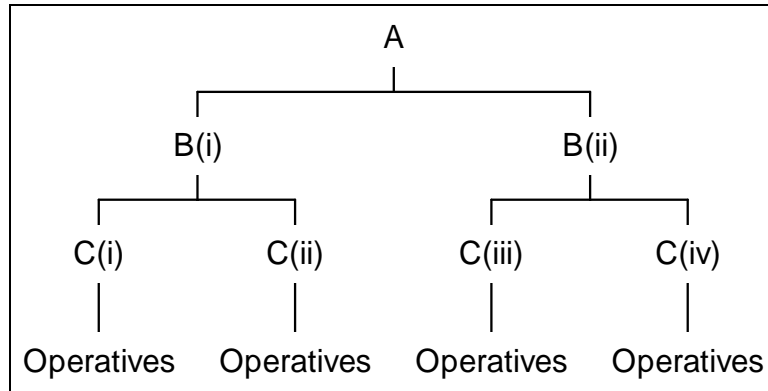 A
B(i) B(ii)
C(i) C(ii) C(iii) C(iv)
Operatives Operatives Operatives Operatives